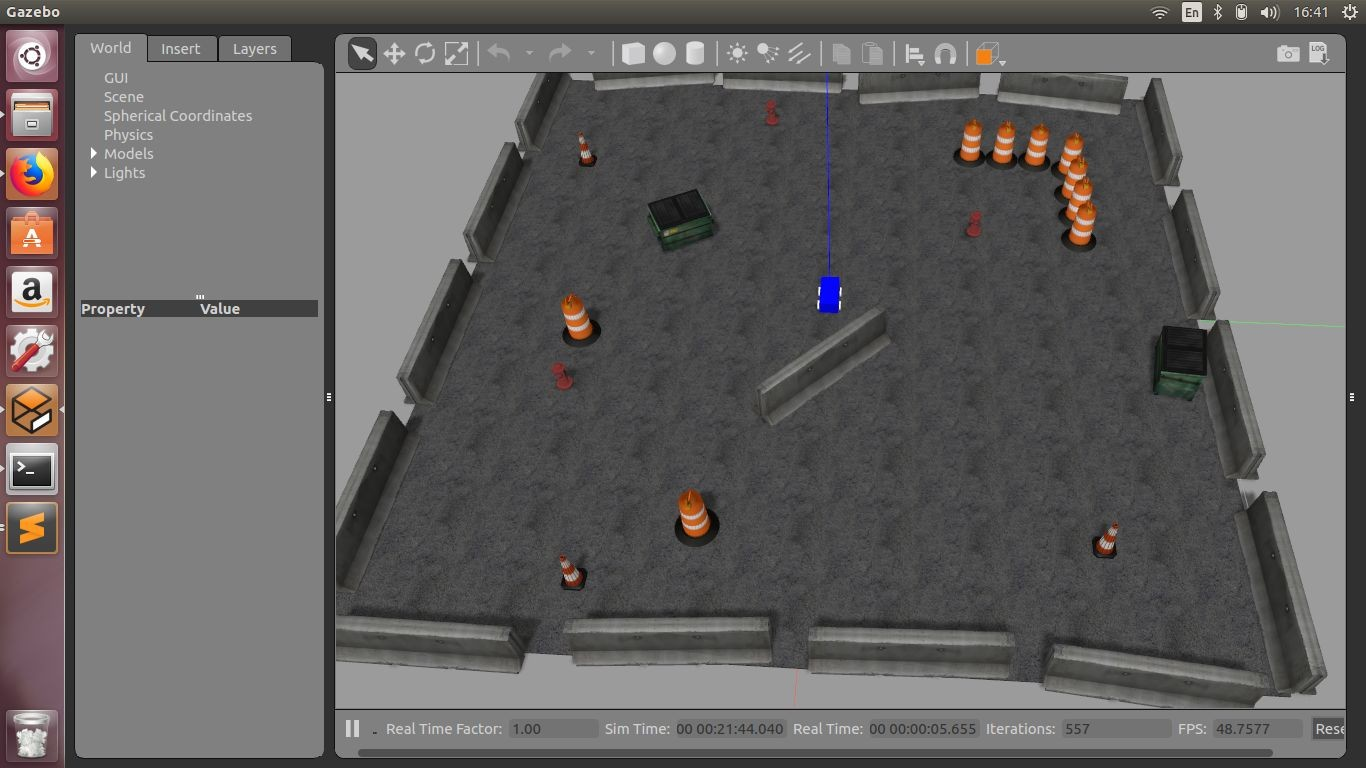 Gazebo
En
16:41
World Insert Layers
GUI
Scene
Spherical Coordinates
Physics
Models
Lights
Property Value
LOG
Real Time Factor: 1.00 Sim Time: 00 00:21:44.040 Real Time: 00 00:00:05.655 Iterations: 557 FPS: 48.7577 Rese